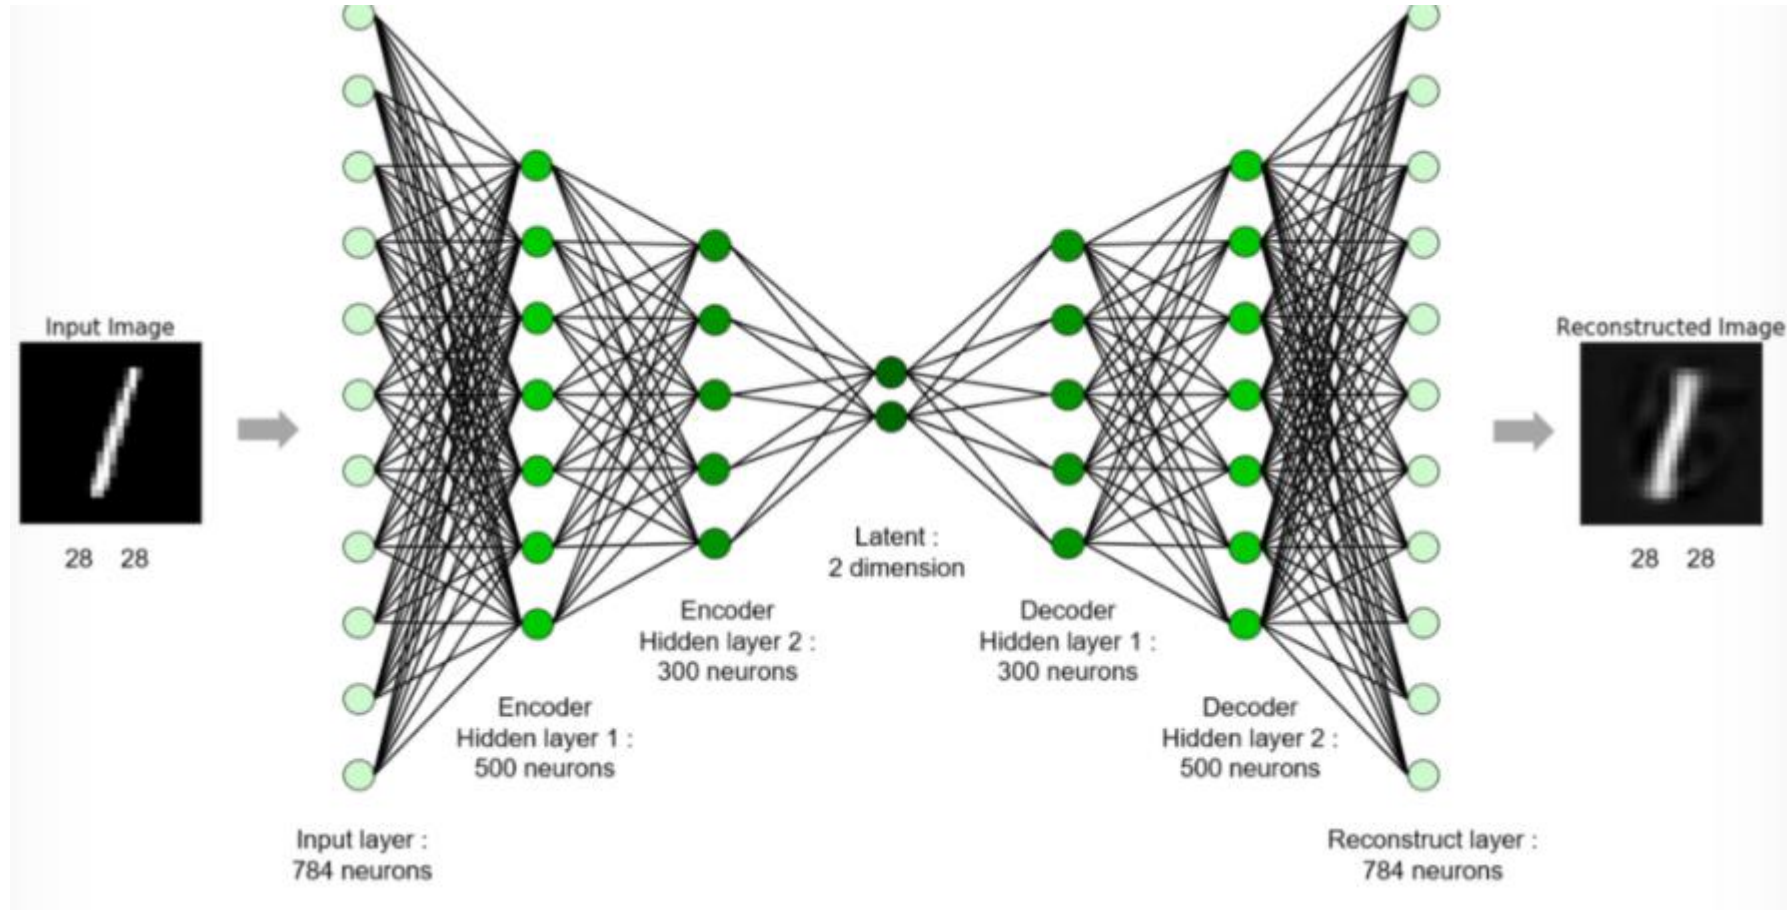 Input Image
28 28
Input layer :
784 neurons
Encoder
Hidden layer 1 :
500 neurons
Encoder
Hidden layer 2 :
300 neurons
Latent :
2 dimension
Decoder
Hidden layer 1 :
300 neurons
Decoder
Hidden layer 2 :
500 neurons
Reconstruct layer :
784 neurons
Reconstructed Image
28 28